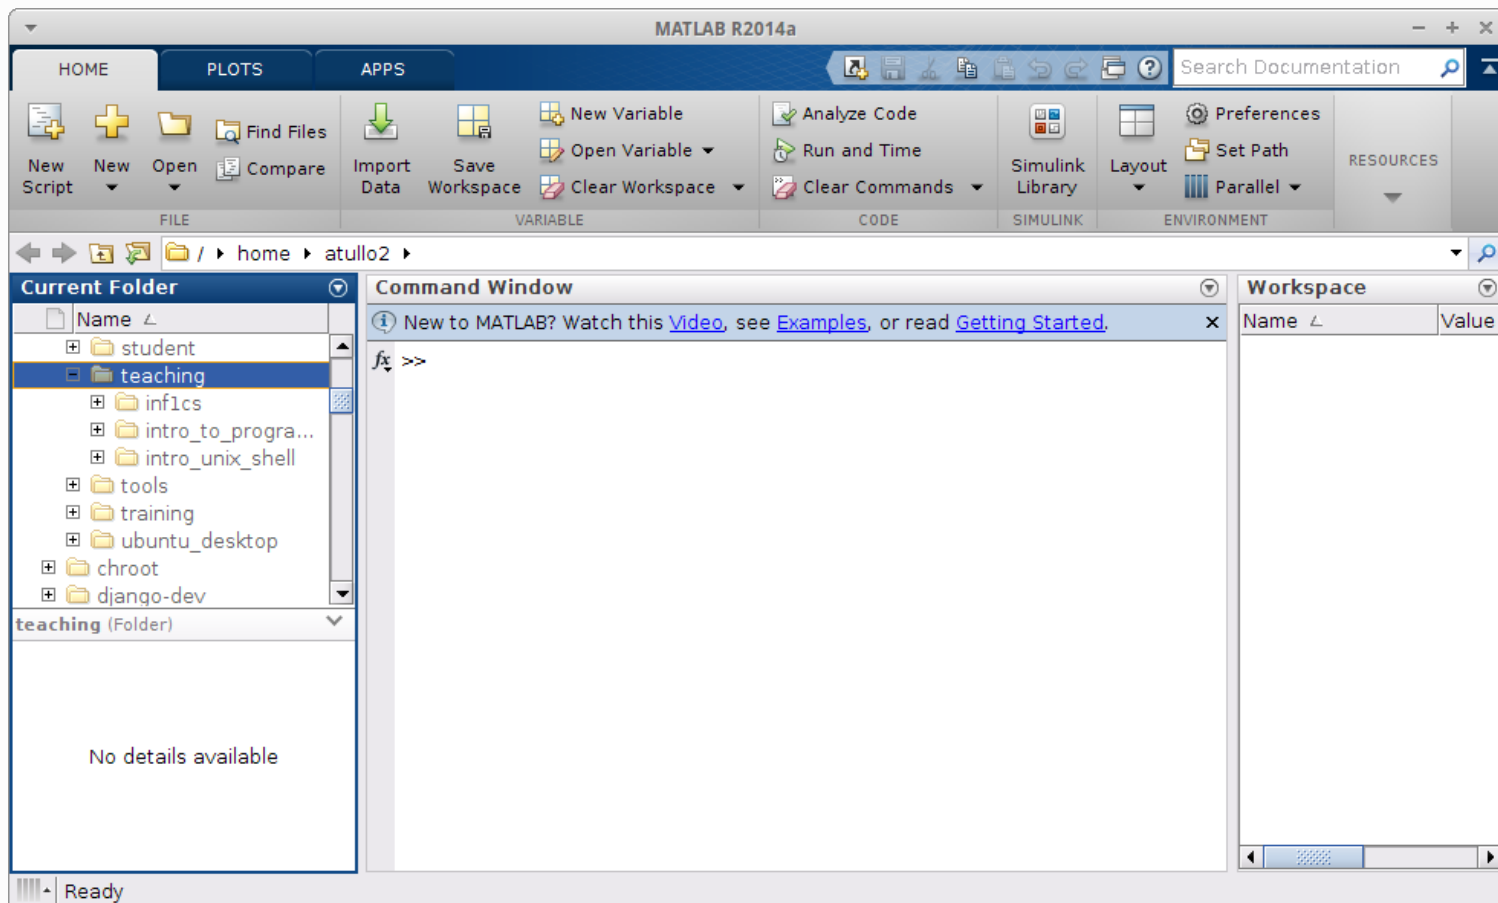 MATLAB R2014a
HOME PLOTS APPS Search Documentation
New Script
New
Open
Find Files
Compare
FILE
Import Data
Save Workspace
New Variable
Open Variable
Clear Workspace
VARIABLE
Analyze Code
Run and Time
Clear Commands
CODE
Simulink Library
SIMULINK
Layout
Preferences
Set Path
Parallel
ENVIRONMENT
RESOURCES
/ home atullo2
Current Folder
Name
student
teaching
inf1cs
intro_to_progra...
intro_unix_shell
tools
training
ubuntu_desktop
chroot
django-dev
teaching (Folder)
No details available
Command Window
New to MATLAB? Watch this Video, see Examples, or read Getting Started.
fx >>
Workspace
Name Value
Ready